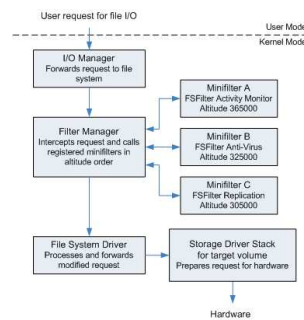 User request for file I/O
User Mode
Kernel Mode
I/O Manager
Forwards request to file
system
Filter Manager
Intercepts request and calls
registered minifilters in
altitude order
Minifilter A
FSFilter Activity Monitor
Altitude 365000
Minifilter B
FSFilter Anti-Virus
Altitude 325000
Minifilter C
FSFilter Replication
Altitude 305000
File System Driver
Processes and forwards
modified request
Storage Driver Stack
for target volume
Prepares request for hardware
Hardware